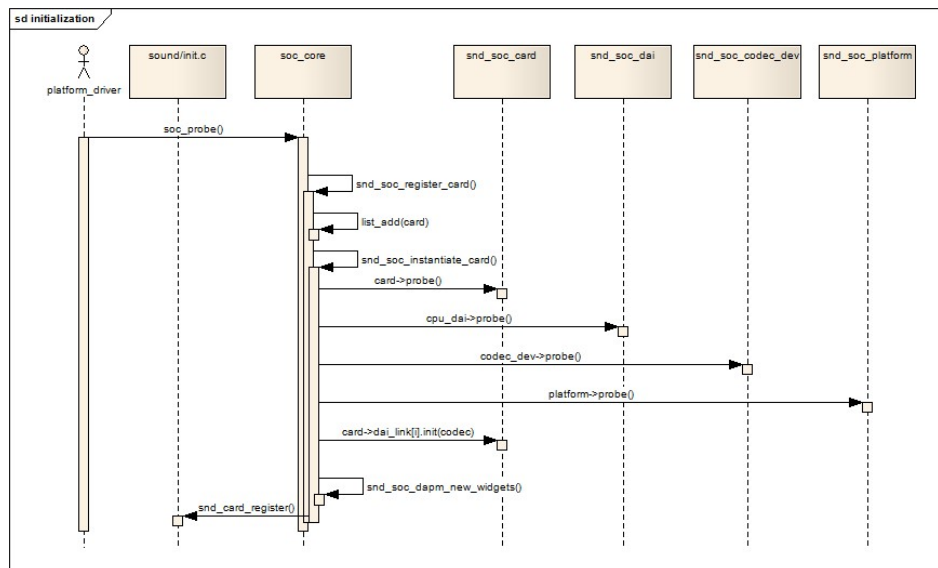 sd initialization
platform_driver
sound/init.c
soc_core
snd_soc_card
snd_soc_dai
snd_soc_codec_dev
snd_soc_platform
soc_probe()
snd_soc_register_card()
list_add(card)
snd_soc_instantiate_card()
card->probe()
cpu_dai->probe()
codec_dev->probe()
platform->probe()
card->dai_link[i].init(codec)
snd_soc_dapm_new_widgets()
snd_card_register()